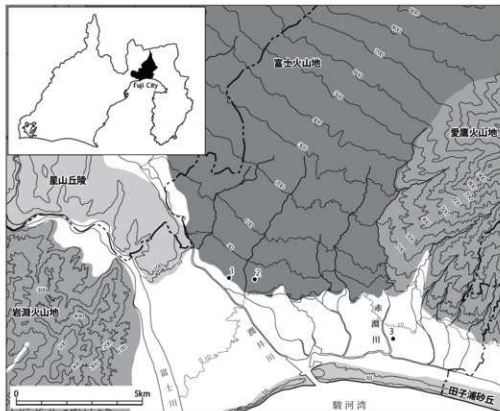 Fuji City
富士火山地
愛鷹火山地
星山丘陵
岩淵火山地
1
2
3
赤淵川
潤井川
富士川
0
5km
田子浦砂丘
駿河湾